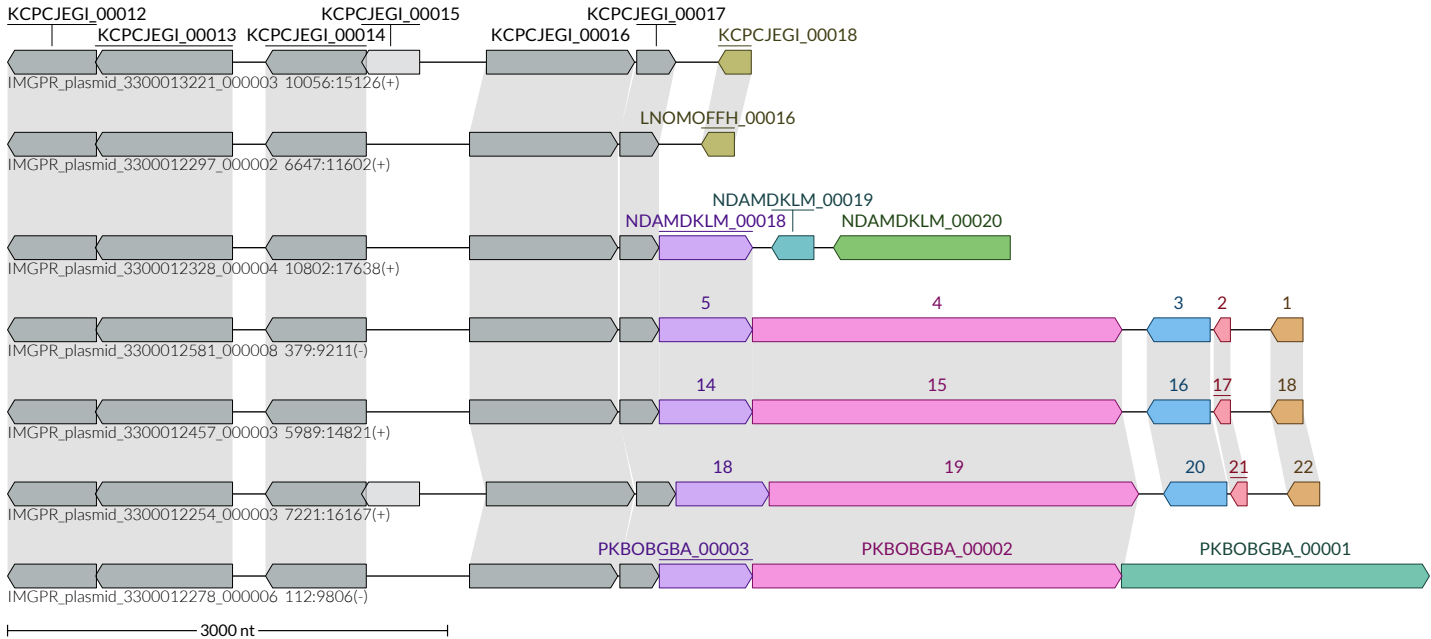 KCPCJEGI_00012 KCPCJEGI_00015 KCPCJEGI_00017
KCPCJEGI_00013 KCPCJEGI_00014 KCPCJEGI_00016 KCPCJEGI_00018
IMGPR_plasmid_3300013221_000003 10056:15126(+)
LNOMOFFH_00016
IMGPR_plasmid_3300012297_000002 6647:11602(+)
NDAMDKLM_00019
NDAMDKLM_00018 NDAMDKLM_00020
IMGPR_plasmid_3300012328_000004 10802:17638(+)
5 4 3 2 1
IMGPR_plasmid_3300012581_000008 379:9211(-)
14 15 16 17 18
IMGPR_plasmid_3300012457_000003 5989:14821(+)
18 19 20 21 22
IMGPR_plasmid_3300012254_000003 7221:16167(+)
PKBOBGBA_00003 PKBOBGBA_00002 PKBOBGBA_00001
IMGPR_plasmid_3300012278_000006 112:9806(-)
3000 nt